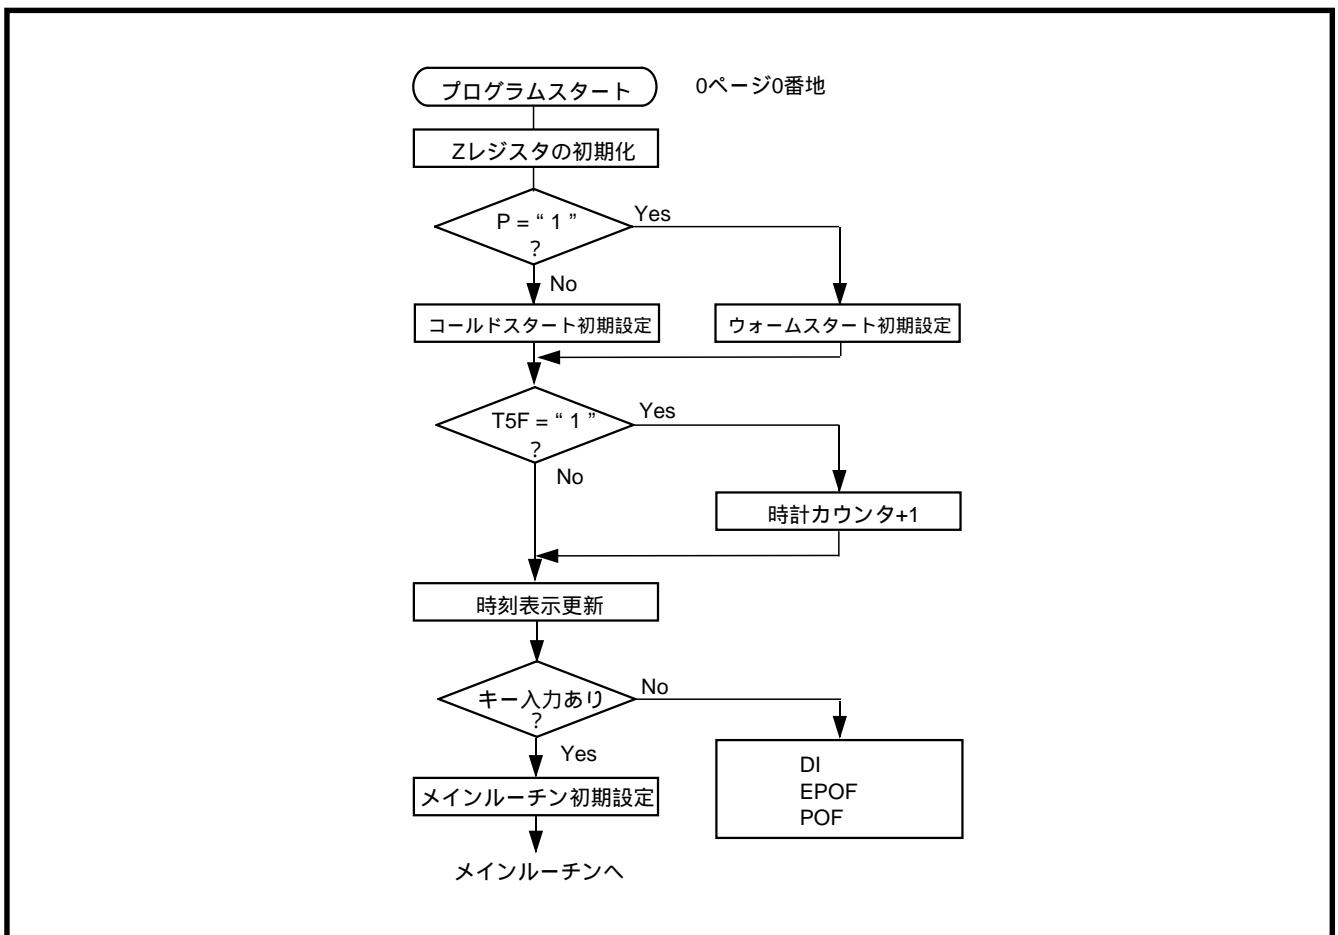 プログラムスタート
0ページ0番地
Zレジスタの初期化
P = “ 1 ”
?
Yes
No
コールドスタート初期設定
ウォームスタート初期設定
T5F = “ 1 ”
?
Yes
No
時計カウンタ+1
時刻表示更新
キー入力あり
?
No
Yes
DI
EPOF
POF
メインルーチン初期設定
メインルーチンへ